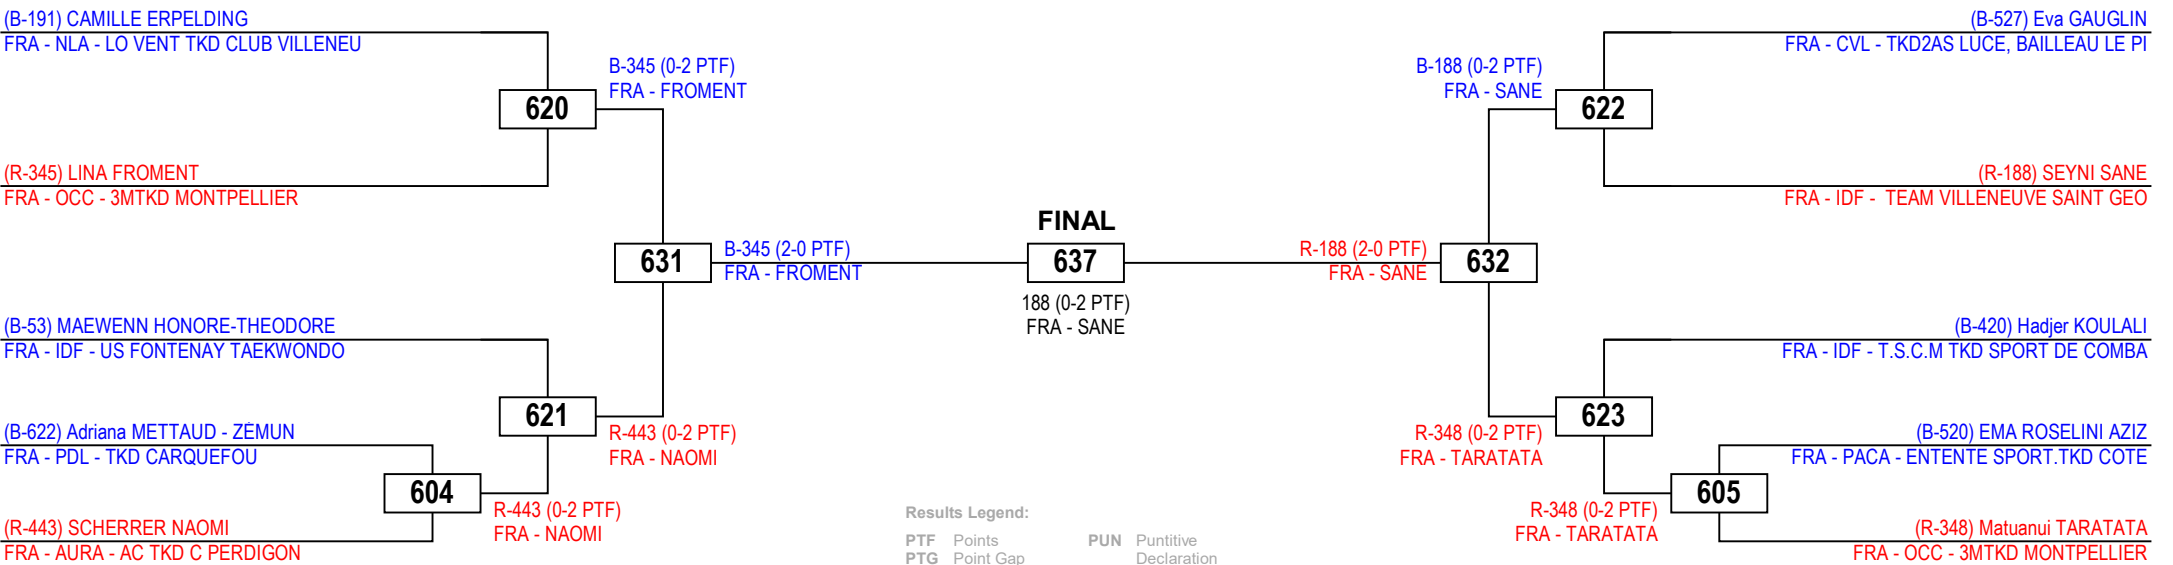 (B-191) CAMILLE ERPELDING
FRA - NLA - LO VENT TKD CLUB VILLENEU
B-345 (0-2 PTF)
FRA - FROMENT
620
(R-345) LINA FROMENT
FRA - OCC - 3MTKD MONTPELLIER
631
B-345 (2-0 PTF)
FRA - FROMENT
(B-53) MAEWENN HONORE-THEODORE
FRA - IDF - US FONTENAY TAEKWONDO
621
R-443 (0-2 PTF)
FRA - NAOMI
(B-622) Adriana METTAUD - ZÉMUN
FRA - PDL - TKD CARQUEFOU
604
R-443 (0-2 PTF)
FRA - NAOMI
(R-443) SCHERRER NAOMI
FRA - AURA - AC TKD C PERDIGON
FINAL
637
188 (0-2 PTF)
FRA - SANE
(B-527) Eva GAUGLIN
FRA - CVL - TKD2AS LUCE, BAILLEAU LE PI
B-188 (0-2 PTF)
FRA - SANE
622
(R-188) SEYNI SANE
FRA - IDF -  TEAM VILLENEUVE SAINT GEO
R-188 (2-0 PTF)
FRA - SANE
632
(B-420) Hadjer KOULALI
FRA - IDF - T.S.C.M TKD SPORT DE COMBA
623
R-348 (0-2 PTF)
FRA - TARATATA
(B-520) EMA ROSELINI AZIZ
FRA - PACA - ENTENTE SPORT.TKD COTE
605
R-348 (0-2 PTF)
FRA - TARATATA
(R-348) Matuanui TARATATA
FRA - OCC - 3MTKD MONTPELLIER
Results Legend:
PTF Points
PTG Point Gap
PUN Puntitive
Declaration